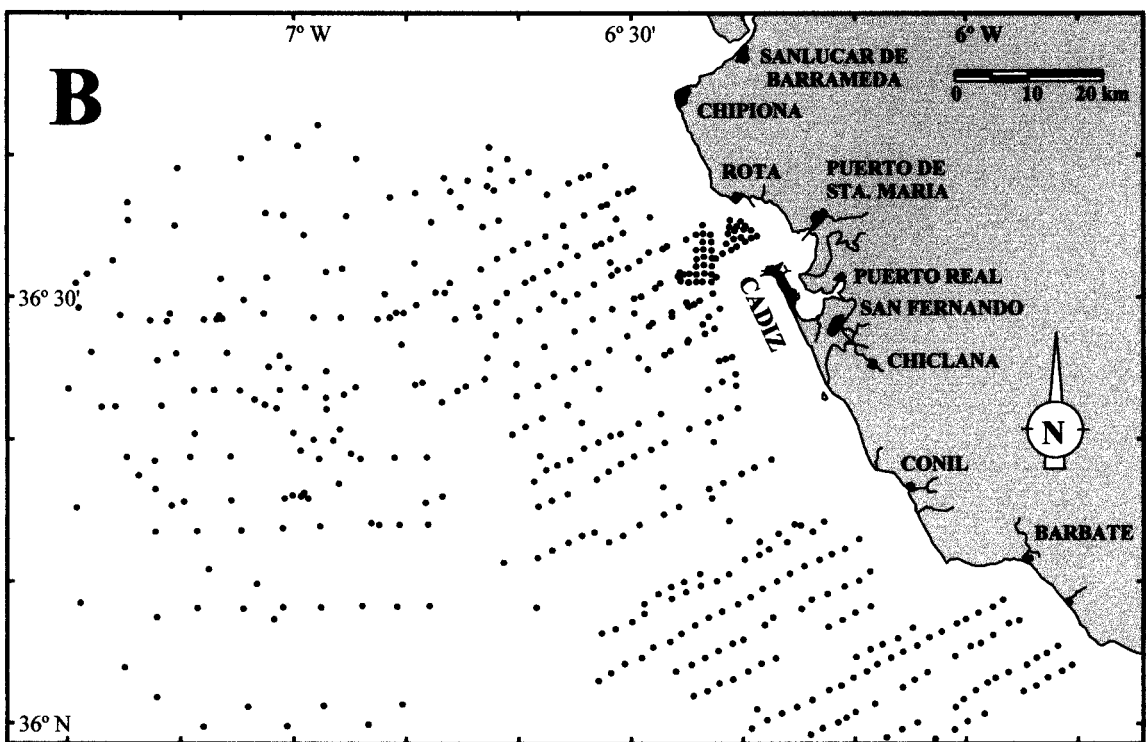 7° W
6° 30'
6° W
B
SANLUCAR DE
BARRAMEDA
0 10 20 km
CHIPIONA
ROTA
PUERTO DE
STA. MARIA
36° 30'
PUERTO REAL
CADIZ
SAN FERNANDO
CHICLANA
N
CONIL
BARBATE
36° N